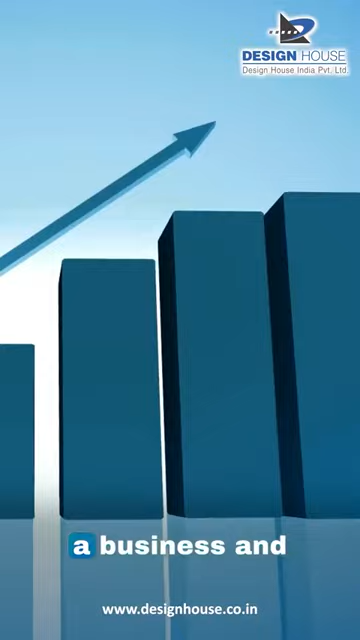 DESIGN HOUSE
Design House India Pvt. Ltd.
a business and
www.designhouse.co.in